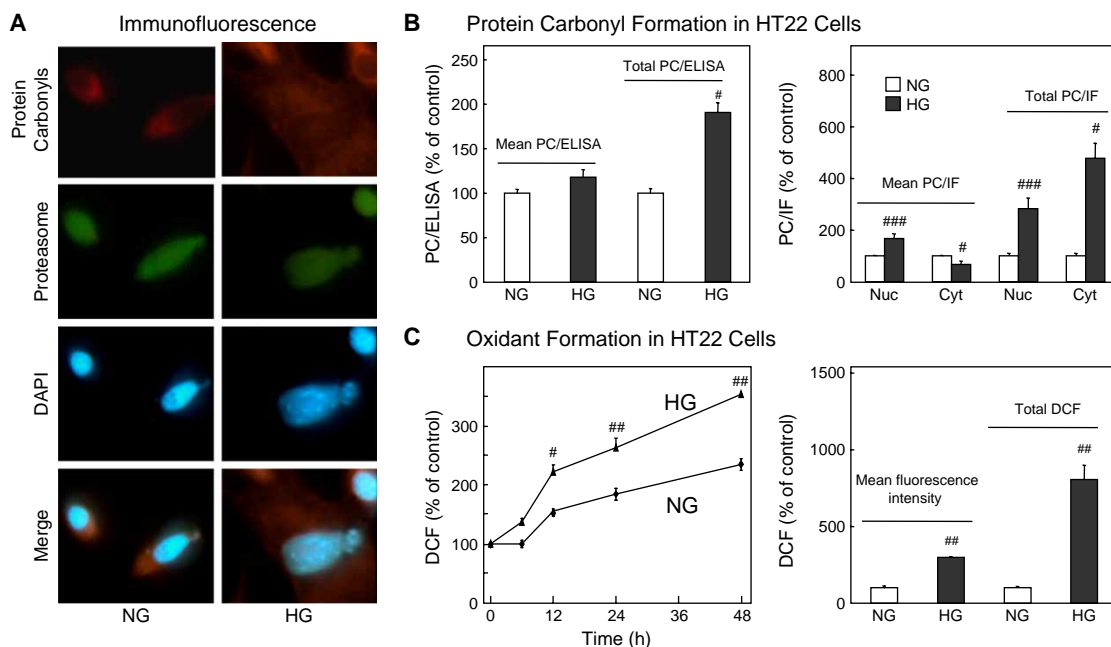 A Immunofluorescence
Protein
Carbonyls
Proteasome
DAPI
Merge
NG HG
B Protein Carbonyl Formation in HT22 Cells
PC/ELISA (% of control)
250
200
150
100
50
0
Total PC/ELISA
#
Mean PC/ELISA
NG HG NG HG
PC/IF (% of control)
800
600
400
200
0
NG
HG
Total PC/IF
#
###
Mean PC/IF
###
#
Nuc Cyt Nuc Cyt
C Oxidant Formation in HT22 Cells
DCF (% of control)
300
250
200
150
100
##
HG
##
#
NG
0 12 24 36 48
Time (h)
DCF (% of control)
1500
1000
500
0
Total DCF
##
Mean fluorescence
intensity
##
NG HG NG HG